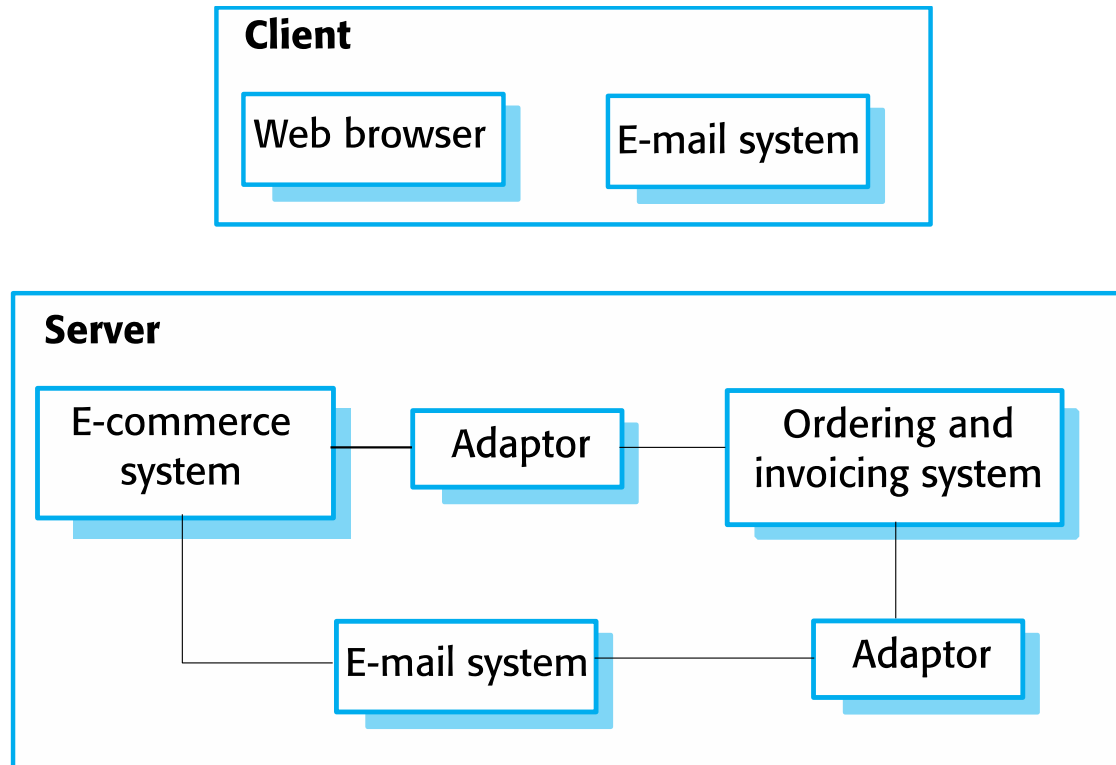 Client
Web browser
E-mail system
Server
E-commerce
system
Adaptor
Ordering and
invoicing system
E-mail system
Adaptor